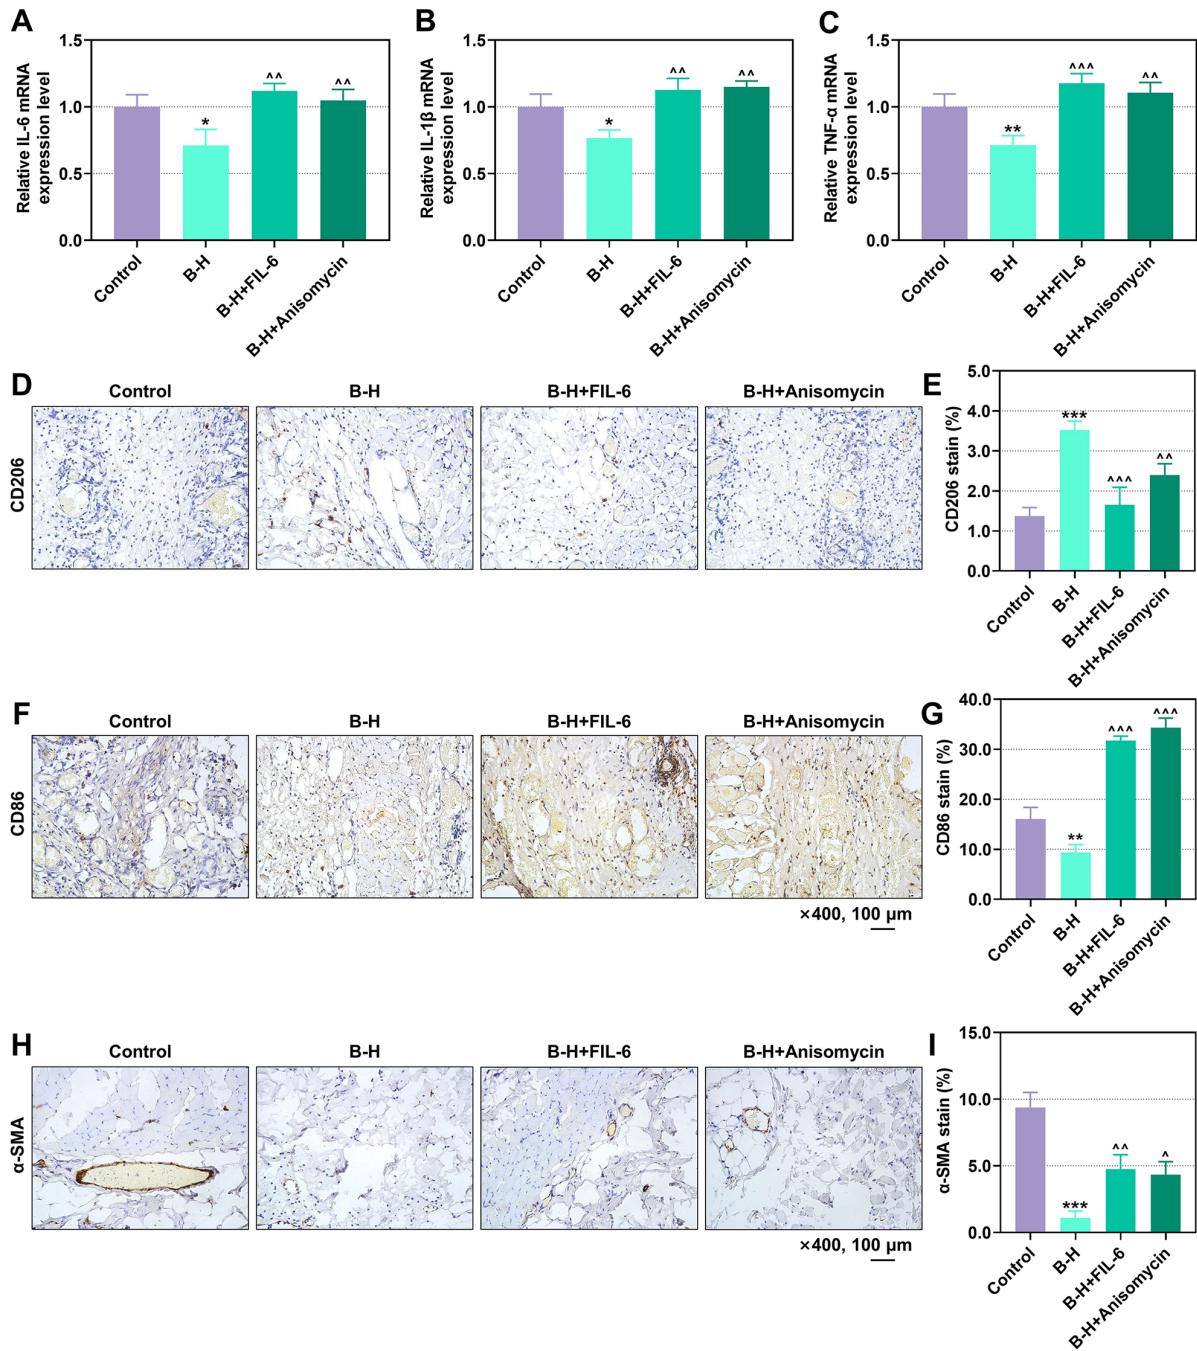 A
Relative IL-6 mRNA
expression level
1.5
1.0
0.5
0.0
*
^^
^^
Control
B-H
B-H+FIL-6
B-H+Anisomycin
B
Relative IL-1β mRNA
expression level
1.5
1.0
0.5
0.0
*
^^
^^
Control
B-H
B-H+FIL-6
B-H+Anisomycin
C
Relative TNF-α mRNA
expression level
1.5
1.0
0.5
0.0
**
^^^
^^
Control
B-H
B-H+FIL-6
B-H+Anisomycin
D
Control
B-H
B-H+FIL-6
B-H+Anisomycin
CD206
E
CD206 stain (%)
5.0
4.0
3.0
2.0
1.0
0.0
***
^^^
^^
Control
B-H
B-H+FIL-6
B-H+Anisomycin
F
Control
B-H
B-H+FIL-6
B-H+Anisomycin
CD86
×400, 100 μm
G
CD86 stain (%)
40.0
30.0
20.0
10.0
0.0
**
^^^
^^^
Control
B-H
B-H+FIL-6
B-H+Anisomycin
H
Control
B-H
B-H+FIL-6
B-H+Anisomycin
α-SMA
×400, 100 μm
I
α-SMA stain (%)
15.0
10.0
5.0
0.0
***
^^
^
Control
B-H
B-H+FIL-6
B-H+Anisomycin